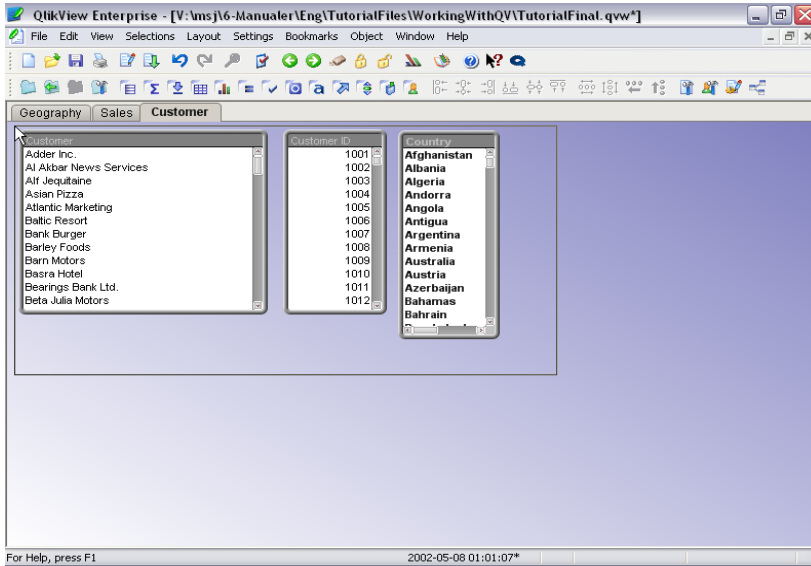 QlikView Enterprise - [V:\msj\6-Manualer\Eng\TutorialFiles\WorkingWithQV\TutorialFinal.qvw*]
File Edit View Selections Layout Settings Bookmarks Object Window Help
Geography Sales Customer
Customer
Adder Inc.
Al Akbar News Services
Alf Jequitaine
Asian Pizza
Atlantic Marketing
Baltic Resort
Bank Burger
Barley Foods
Barn Motors
Basra Hotel
Bearings Bank Ltd.
Beta Julia Motors
Customer ID
1001
1002
1003
1004
1005
1006
1007
1008
1009
1010
1011
1012
Country
Afghanistan
Albania
Algeria
Andorra
Angola
Antigua
Argentina
Armenia
Australia
Austria
Azerbaijan
Bahamas
Bahrain
For Help, press F1
2002-05-08 01:01:07*